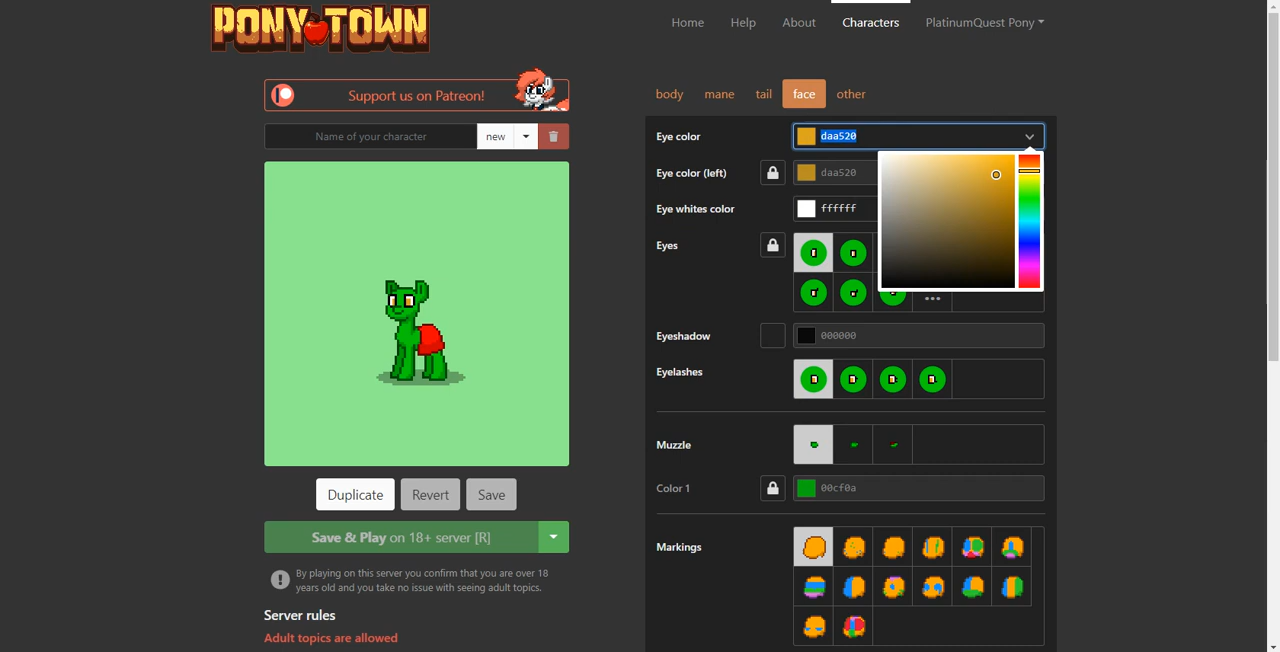 PONY TOWN
Home Help About Characters PlatinumQuest Pony
Support us on Patreon!
Name of your character new
body mane tail face other
Eye color daa520
Eye color (left) daa520
Eye whites color ffffff
Eyes
Eyeshadow 000000
Eyelashes
Muzzle
Color 1 00cf0a
Markings
Duplicate Revert Save
Save & Play on 18+ server [R]
By playing on this server you confirm that you are over 18
years old and you take no issue with seeing adult topics.
Server rules
Adult topics are allowed